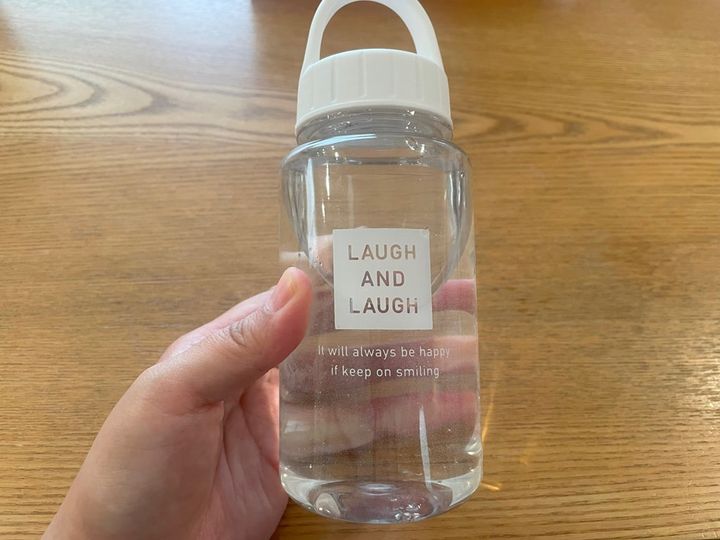 LAUGH
AND
LAUGH
It will always be happy
if keep on smiling